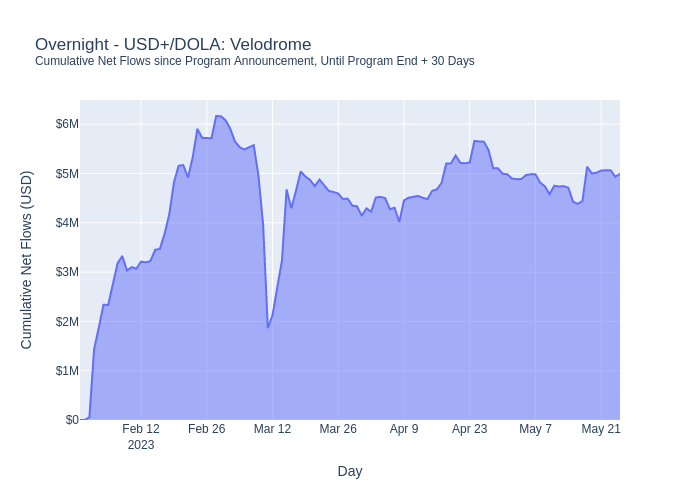 Overnight - USD+/DOLA: Velodrome
Cumulative Net Flows since Program Announcement, Until Program End + 30 Days
Cumulative Net Flows (USD)
$6M
$5M
$4M
$3M
$2M
$1M
$0
Feb 12 Feb 26 Mar 12 Mar 26 Apr 9 Apr 23 May 7 May 21
2023
Day